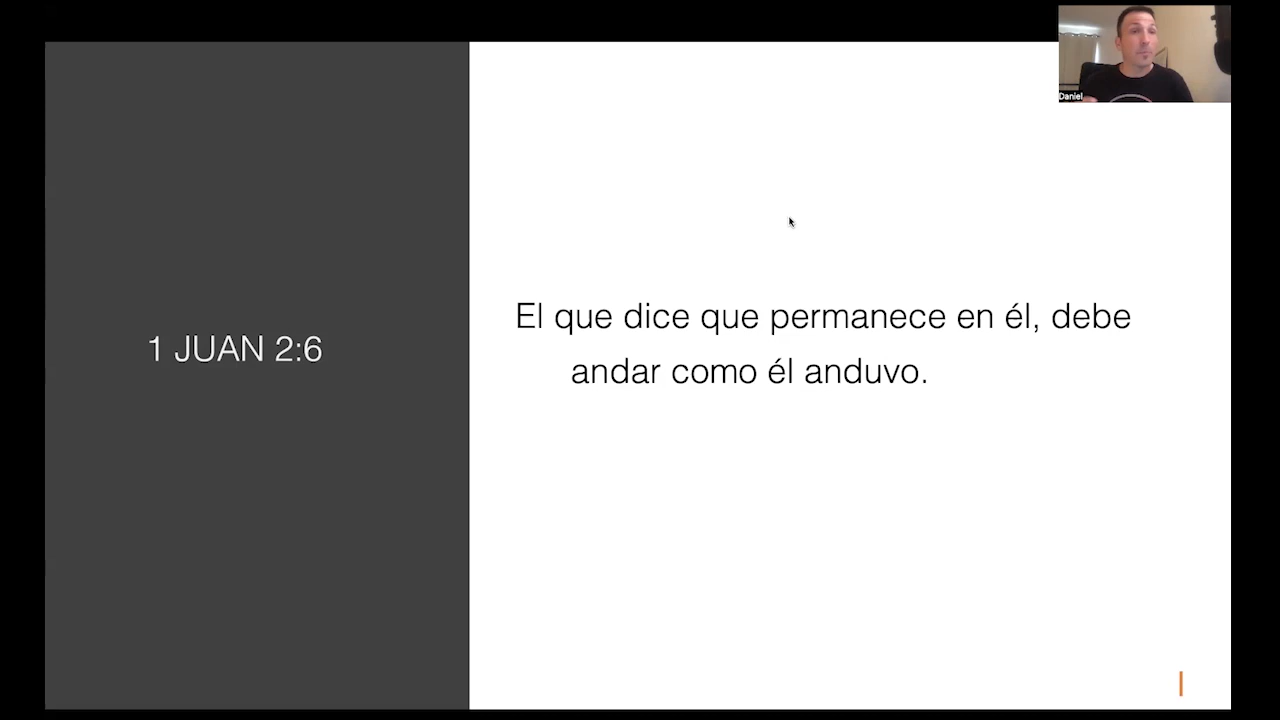 Daniel
1 JUAN 2:6
El que dice que permanece en él, debe
andar como él anduvo.